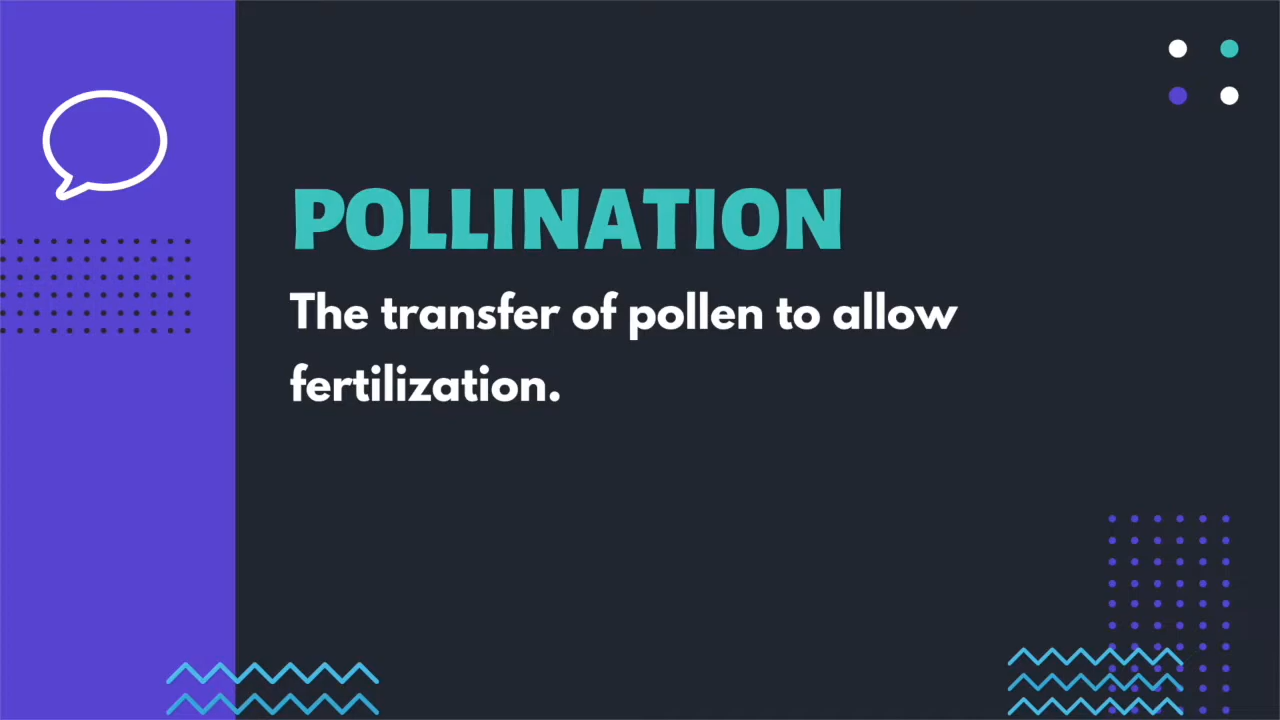 POLLINATION
The transfer of pollen to allow
fertilization.